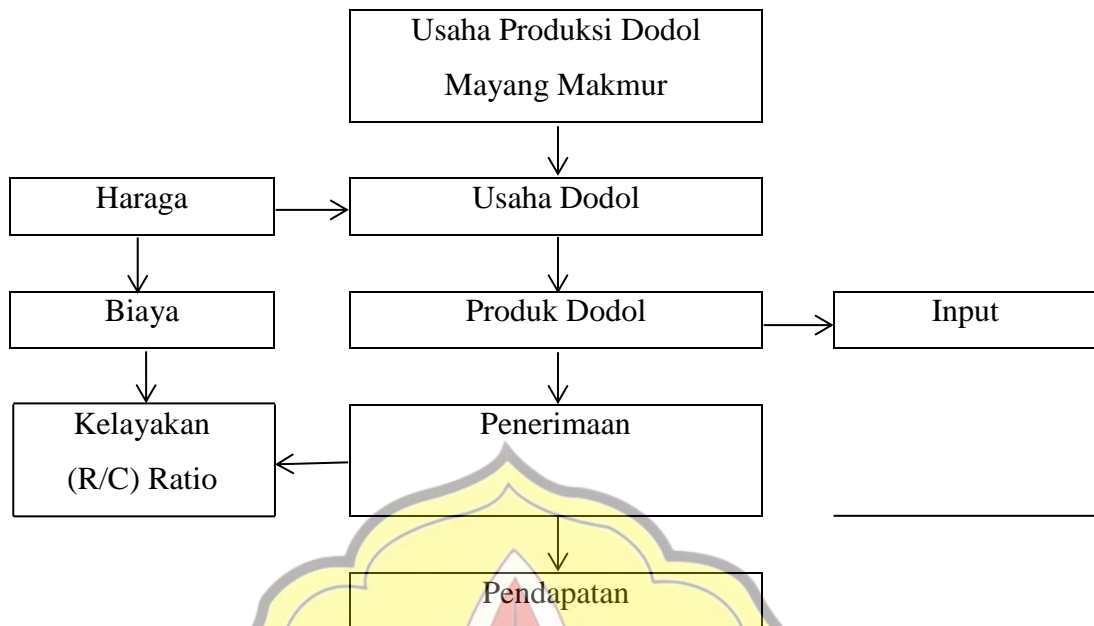 Usaha Produksi Dodol
Mayang Makmur
Haraga
Usaha Dodol
Biaya
Produk Dodol
Input
Kelayakan
(R/C) Ratio
Penerimaan
Pendapatan